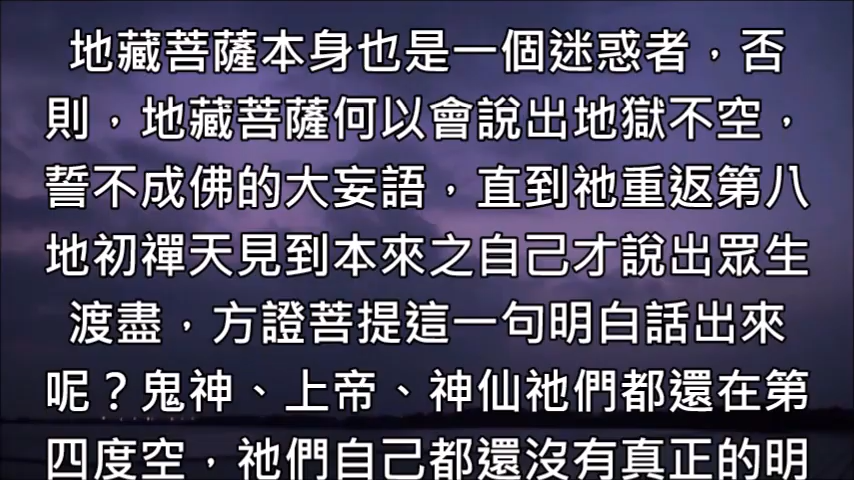 地藏菩薩本身也是一個迷惑者，否
則，地藏菩薩何以會說出地獄不空，
誓不成佛的大妄語，直到祂重返第八
地初禪天見到本來之自己才說出眾生
渡盡，方證菩提這一句明白話出來
呢？鬼神、上帝、神仙祂們都還在第
四度空，祂們自己都還沒有真正的明